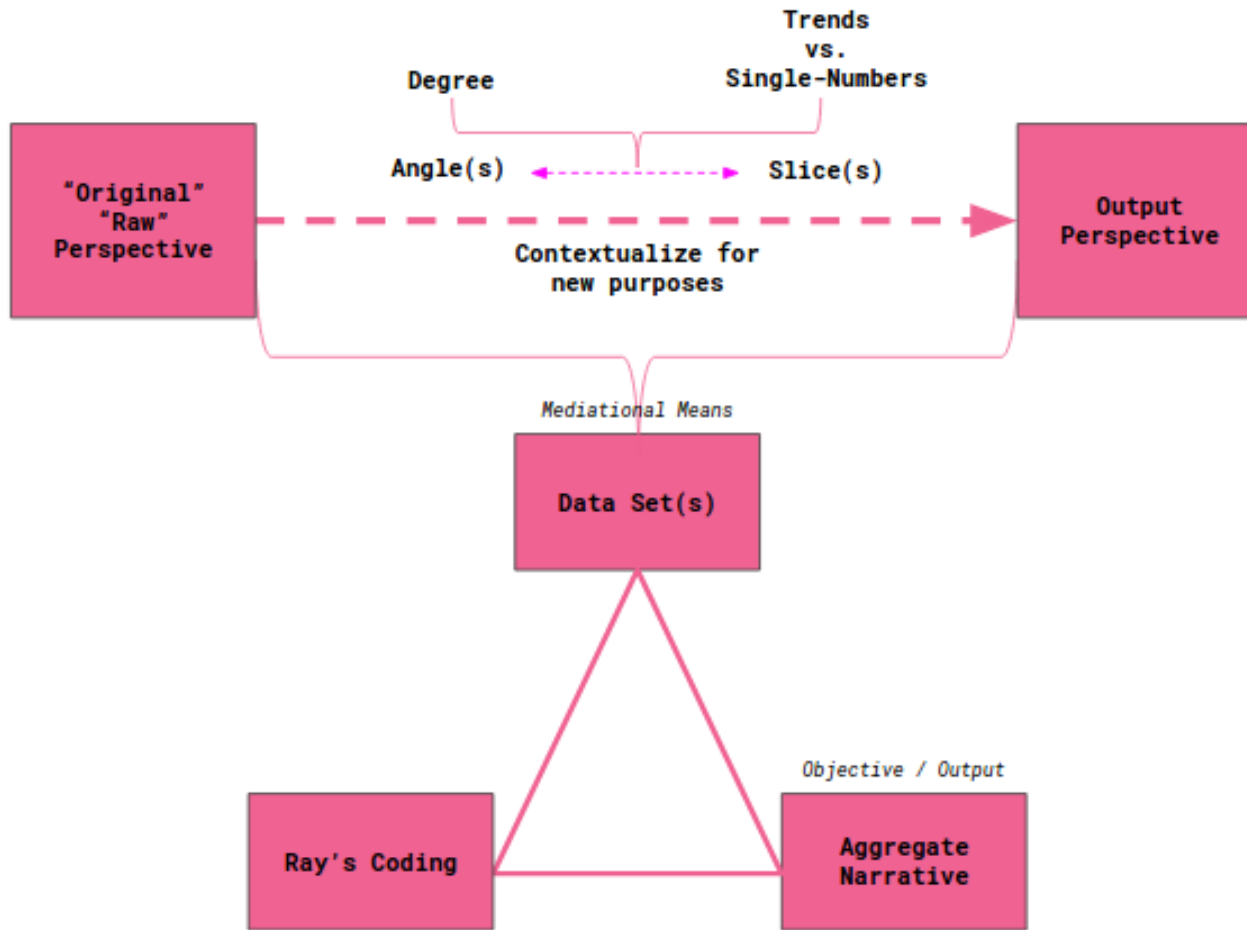 Trends
vs.
Single-Numbers
Degree
Angle(s)
Slice(s)
“Original”
“Raw”
Perspective
Output
Perspective
Contextualize for
new purposes
Mediational Means
Data Set(s)
Objective / Output
Ray’s Coding
Aggregate
Narrative